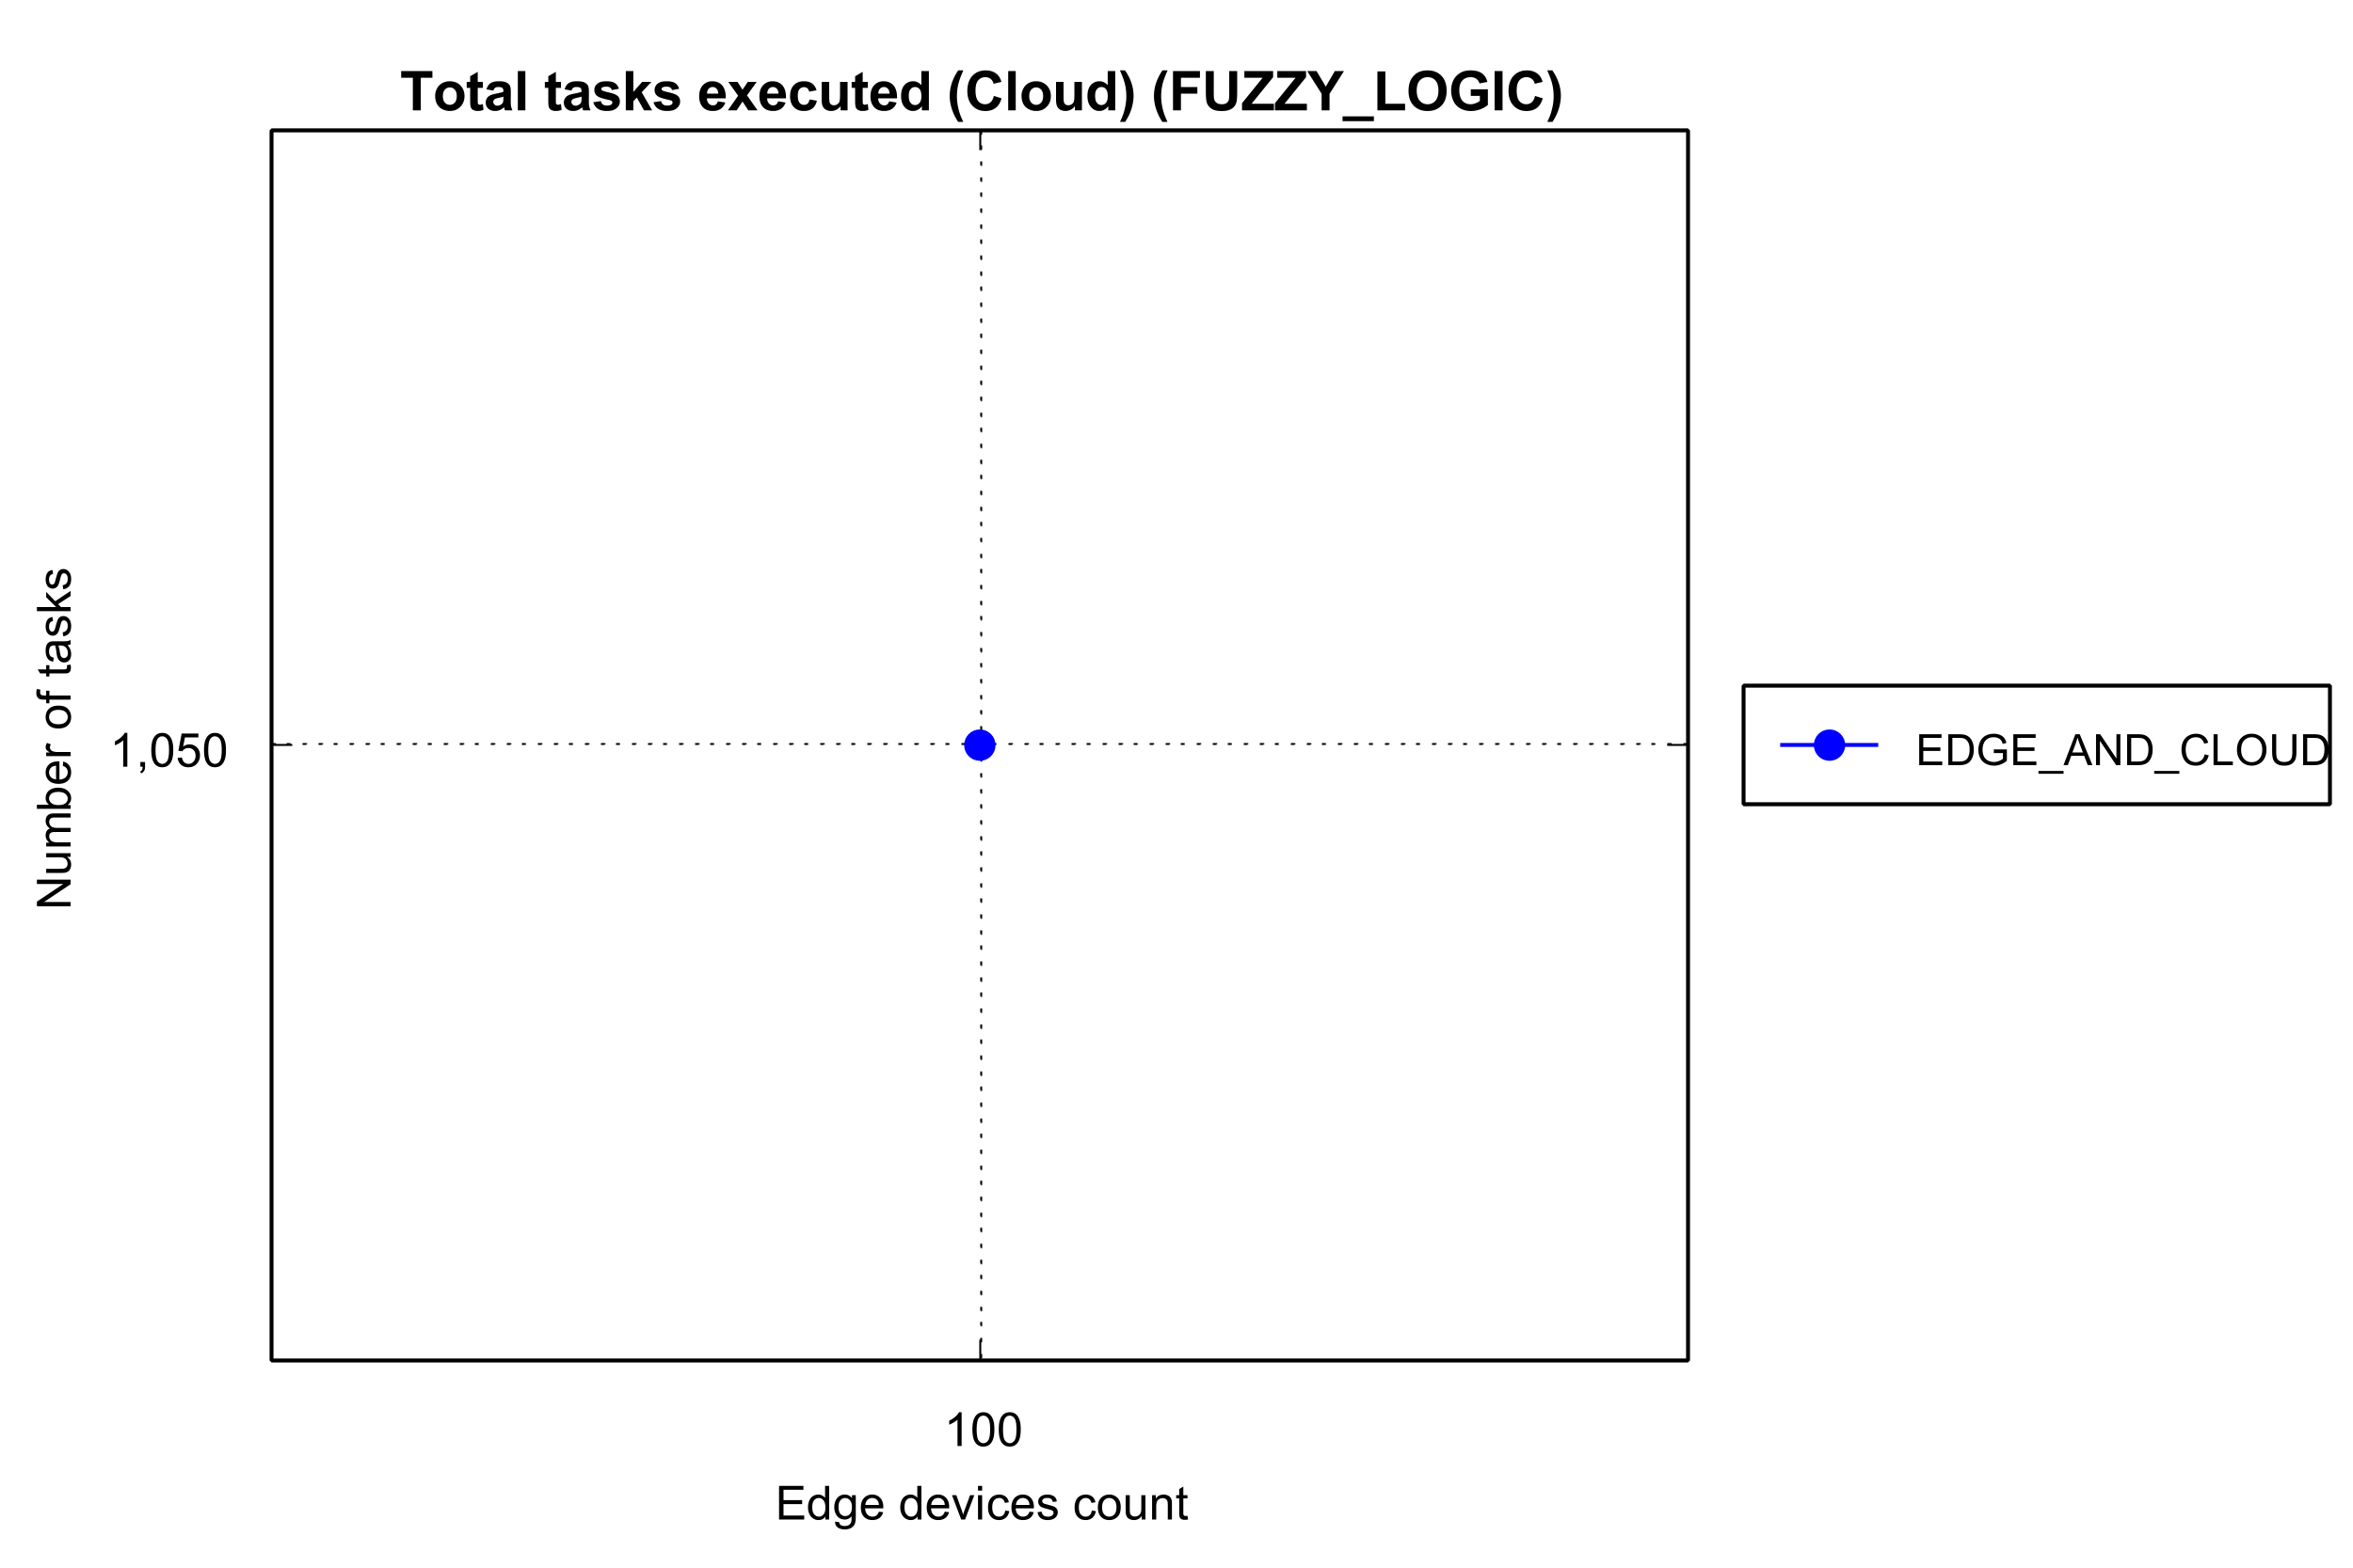 Total tasks executed (Cloud) (FUZZY_LOGIC)
Number of tasks
1,050
EDGE_AND_CLOUD
100
Edge devices count